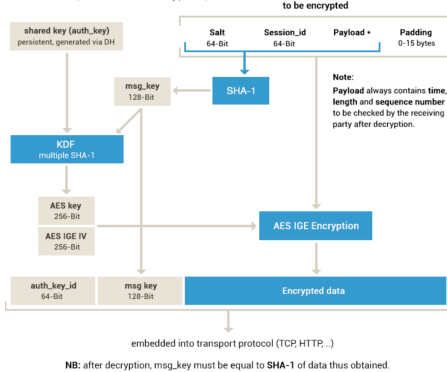 to be encrypted
shared key (auth_key)
persistent, generated via DH
Salt
64-Bit
Session_id
64-Bit
Payload *
Padding
0-15 bytes
msg_key
128-Bit
SHA-1
Note:
Payload always contains time,
length and sequence number
to be checked by the receiving
party after decryption.
KDF
multiple SHA-1
AES key
256-Bit
AES IGE IV
256-Bit
AES IGE Encryption
auth_key_id
64-Bit
msg key
128-Bit
Encrypted data
embedded into transport protocol (TCP, HTTP, ..)
NB: after decryption, msg_key must be equal to SHA-1 of data thus obtained.